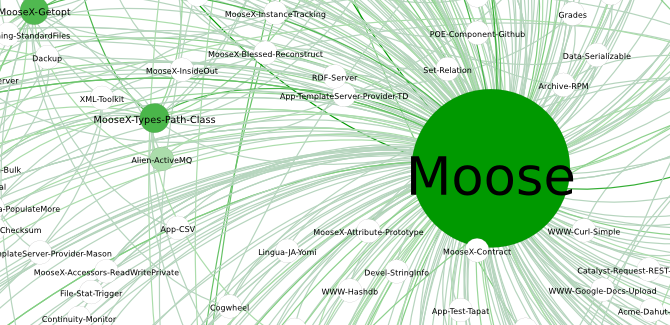 MooseX-Getopt
MooseX-InstanceTracking
Grades
ing-StandardFiles
POE-Component-Github
Dackup
MooseX-Blessed-Reconstruct
Data-Serializable
MooseX-InsideOut
Set-Relation
erver
RDF-Server
Archive-RPM
XML-Toolkit
App-TemplateServer-Provider-TD
MooseX-Types-Path-Class
Alien-ActiveMQ
-Bulk
Moose
al
a-PopulateMore
Checksum
App-CSV
MooseX-Attribute-Prototype
WWW-Curl-Simple
mplateServer-Provider-Mason
Lingua-JA-Yomi
MooseX-Contract
MooseX-Accessors-ReadWritePrivate
Devel-StringInfo
Catalyst-Request-REST-
File-Stat-Trigger
WWW-Hashdb
WWW-Google-Docs-Upload
Cogwheel
App-Test-Tapat
Acme-Dahut
Continuity-Monitor